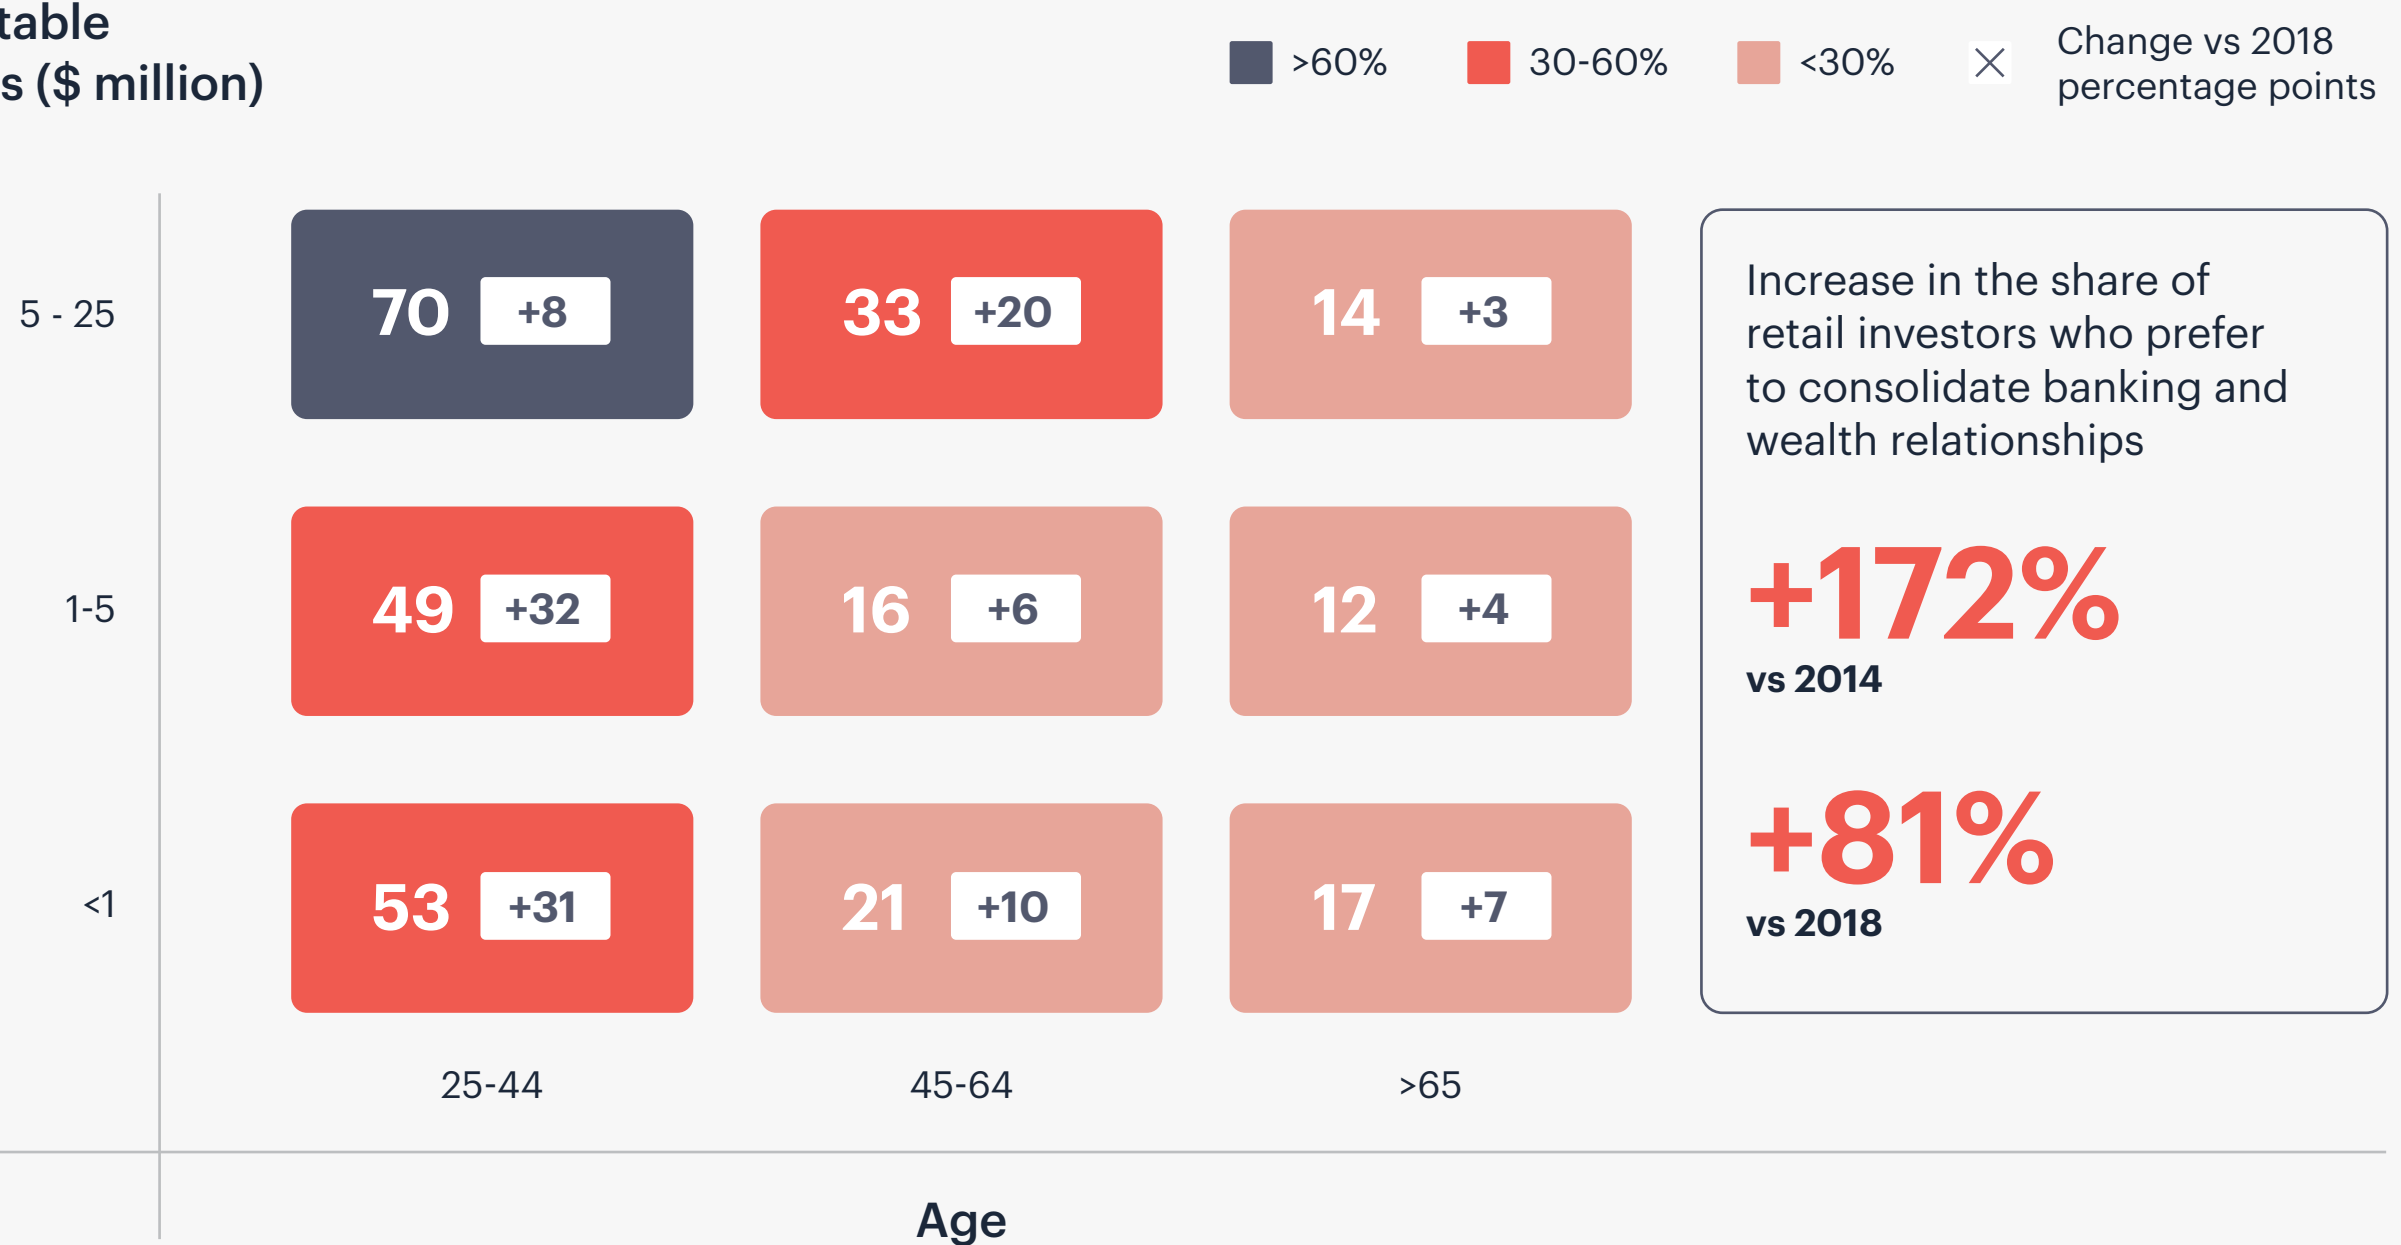 table
s ($ million)
>60%
30-60%
<30%
Change vs 2018
percentage points
5 - 25
70 +8
33 +20
14 +3
1-5
49 +32
16 +6
12 +4
<1
53 +31
21 +10
17 +7
25-44
45-64
>65
Age
Increase in the share of
retail investors who prefer
to consolidate banking and
wealth relationships
+172%
vs 2014
+81%
vs 2018